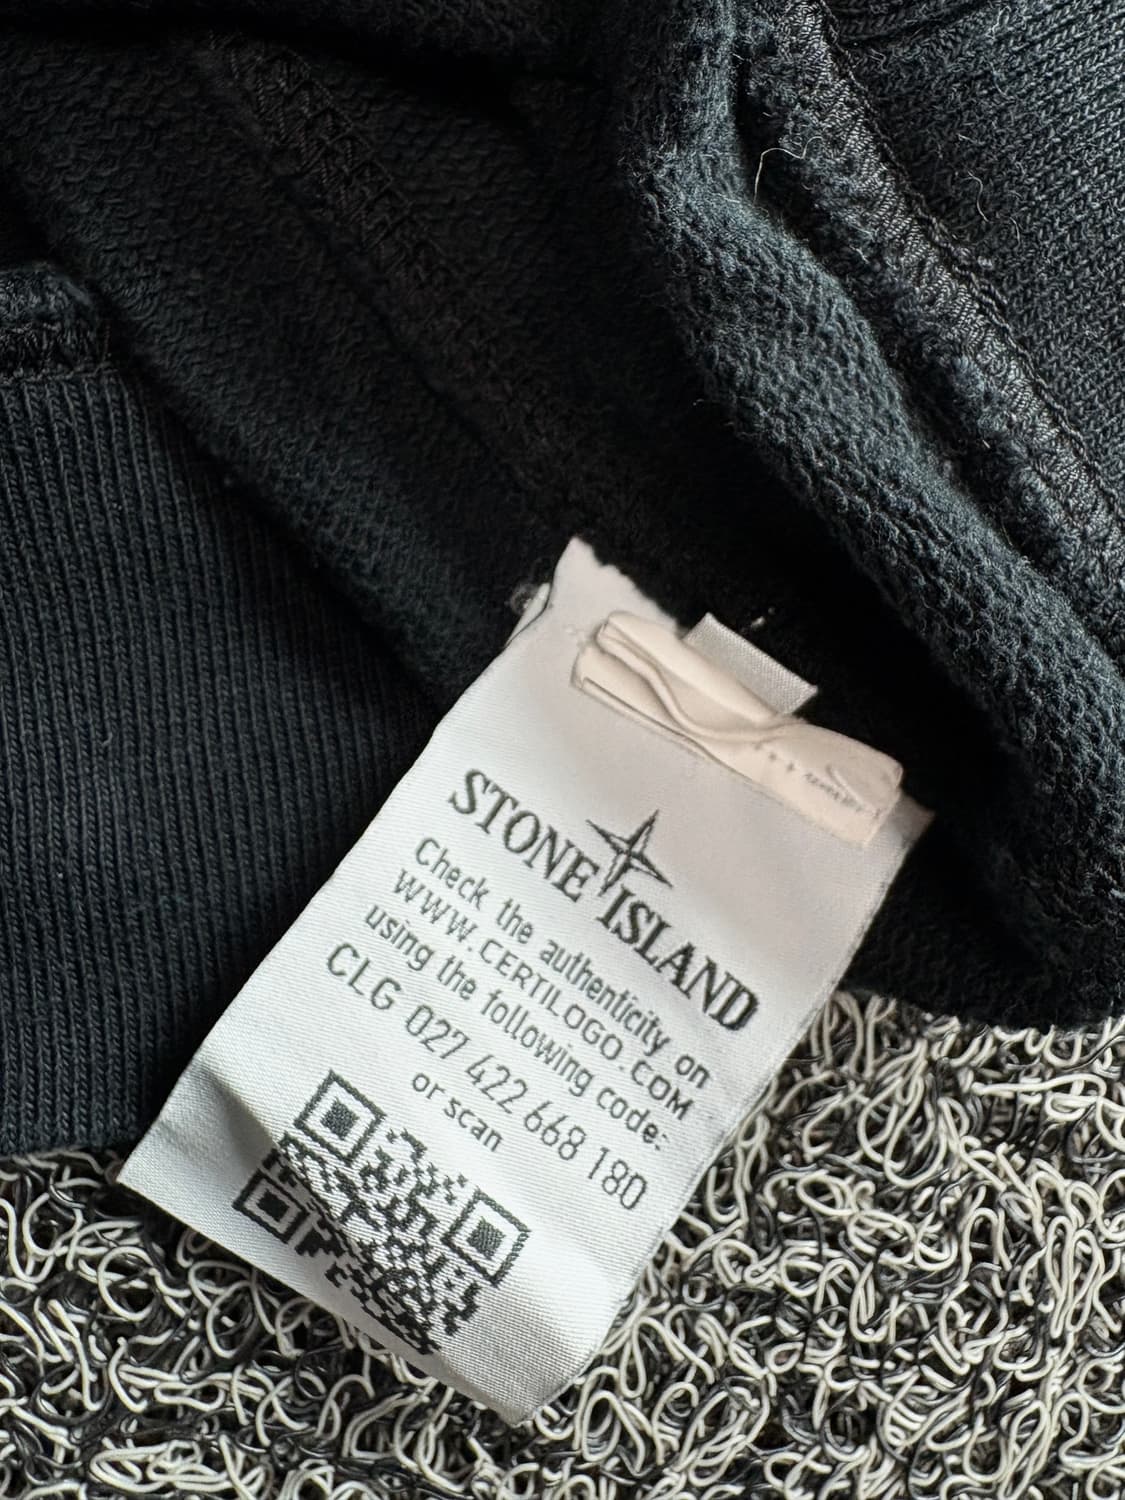 STONE ISLAND
Check the authenticity on
WWW.CERTILOGO.COM
using the following code:
CLG 027 422 668 180
or scan